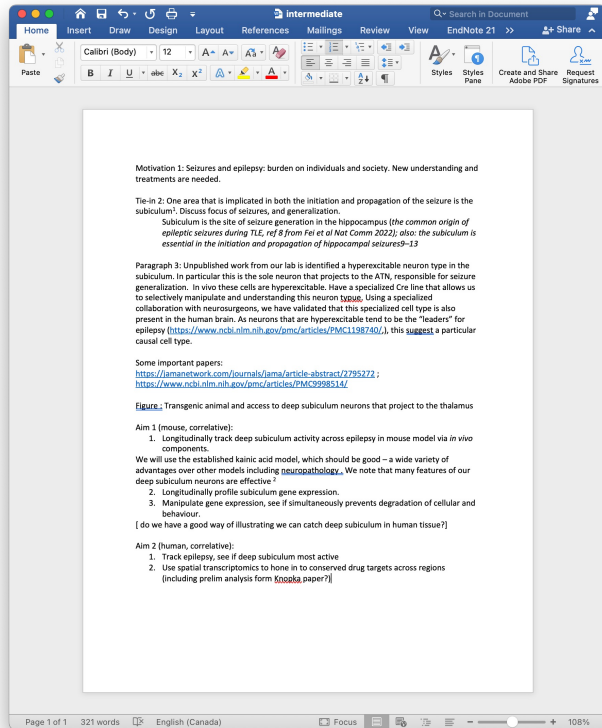 intermediate
Search in Document
Home Insert Draw Design Layout References Mailings Review View EndNote 21 Share
Paste
Calibri (Body) 12
Styles
Styles Pane
Create and Share Adobe PDF
Request Signatures
Motivation 1: Seizures and epilepsy: burden on individuals and society. New understanding and
treatments are needed.
Tie-in 2: One area that is implicated in both the initiation and propagation of the seizure is the
subiculum1. Discuss focus of seizures, and generalization.
Subiculum is the site of seizure generation in the hippocampus (the common origin of
epileptic seizures during TLE, ref 8 from Fei et al Nat Comm 2022); also: the subiculum is
essential in the initiation and propagation of hippocampal seizures9–13
Paragraph 3: Unpublished work from our lab is identified a hyperexcitable neuron type in the
subiculum. In particular this is the sole neuron that projects to the ATN, responsible for seizure
generalization. In vivo these cells are hyperexcitable. Have a specialized Cre line that allows us
to selectively manipulate and understanding this neuron typue. Using a specialized
collaboration with neurosurgeons, we have validated that this specialized cell type is also
present in the human brain. As neurons that are hyperexcitable tend to be the “leaders” for
epilepsy (https://www.ncbi.nlm.nih.gov/pmc/articles/PMC1198740/,), this suggest a particular
causal cell type.
Some important papers:
https://jamanetwork.com/journals/jama/article-abstract/2795272 ;
https://www.ncbi.nlm.nih.gov/pmc/articles/PMC9998514/
Figure : Transgenic animal and access to deep subiculum neurons that project to the thalamus
Aim 1 (mouse, correlative):
1. Longitudinally track deep subiculum activity across epilepsy in mouse model via in vivo
components.
We will use the established kainic acid model, which should be good – a wide variety of
advantages over other models including neuropathology . We note that many features of our
deep subiculum neurons are effective 2
2. Longitudinally profile subiculum gene expression.
3. Manipulate gene expression, see if simultaneously prevents degradation of cellular and
behaviour.
[ do we have a good way of illustrating we can catch deep subiculum in human tissue?]
Aim 2 (human, correlative):
1. Track epilepsy, see if deep subiculum most active
2. Use spatial transcriptomics to hone in to conserved drug targets across regions
(including prelim analysis form Knopka paper?)
Page 1 of 1 321 words English (Canada) Focus 108%